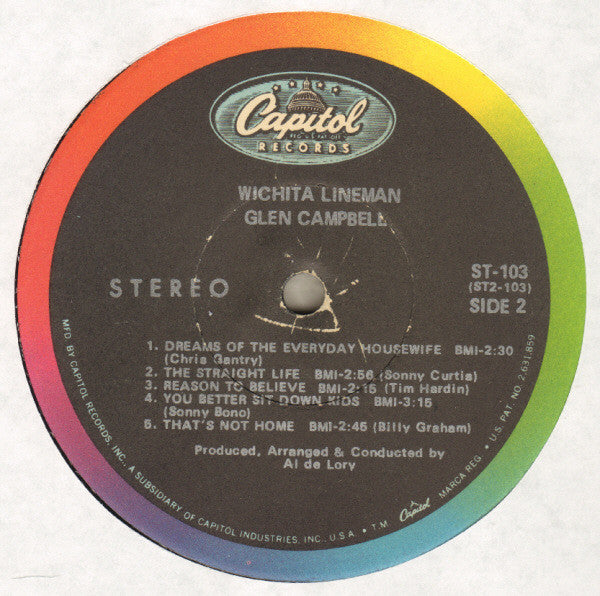 Capitol
REG. U.S. PAT. OFF.
RECORDS
WICHITA LINEMAN
GLEN CAMPBELL
STEREO
ST-103
(ST2-103)
SIDE 2
1. DREAMS OF THE EVERYDAY HOUSEWIFE BMI-2:30
(Chris Gantry)
2. THE STRAIGHT LIFE BMI-2:56 (Sonny Curtis)
3. REASON TO BELIEVE BMI-2:15 (Tim Hardin)
4. YOU BETTER SIT DOWN KIDS BMI-3:15
(Sonny Bono)
5. THAT'S NOT HOME BMI-2:45 (Billy Graham)
Produced, Arranged & Conducted by
Al de Lory
MFD. BY CAPITOL RECORDS, INC., A SUBSIDIARY OF CAPITOL INDUSTRIES, INC., U.S.A. • T.M. Capitol MARCA REG. • U.S. PAT. NO. 2,631,859